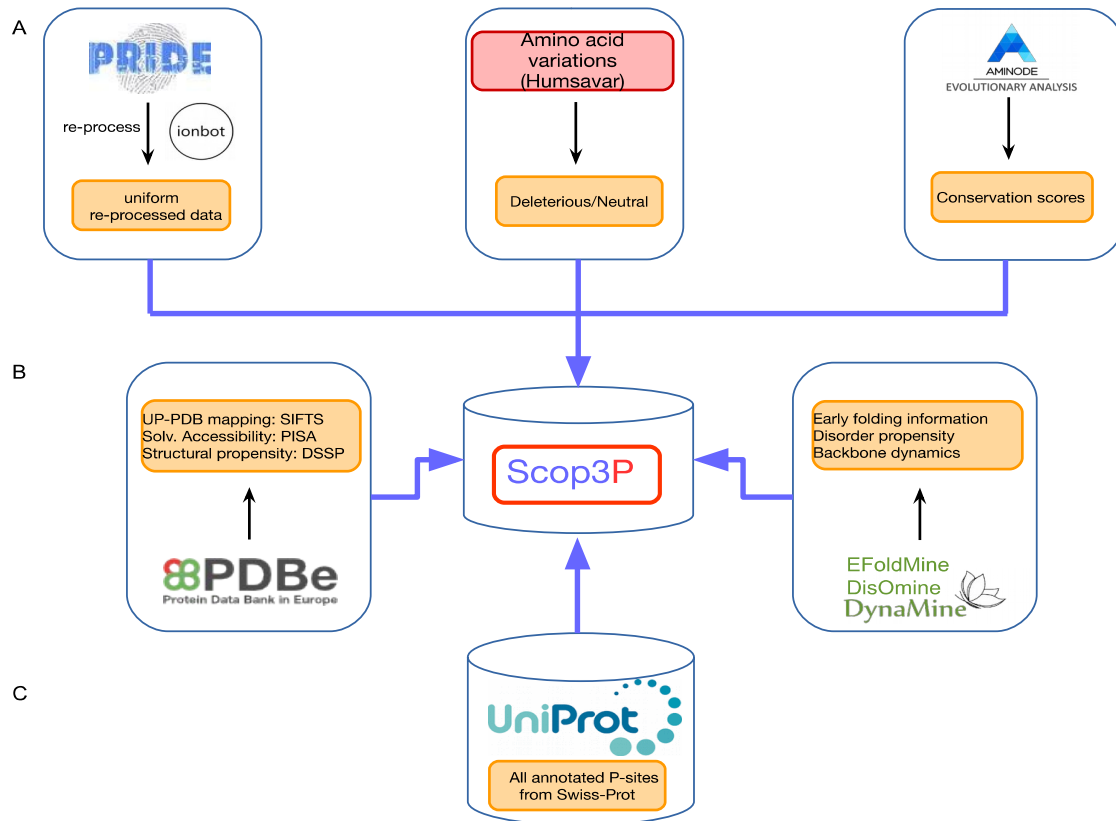 A
PRIDE
re-process
ionbot
uniform
re-processed data
Amino acid
variations
(Humsavar)
Deleterious/Neutral
AMINODE
EVOLUTIONARY ANALYSIS
Conservation scores
B
UP-PDB mapping: SIFTS
Solv. Accessibility: PISA
Structural propensity: DSSP
PDBe
Protein Data Bank in Europe
Scop3P
Early folding information
Disorder propensity
Backbone dynamics
EFoldMine
DisOmine
DynaMine
C
UniProt
All annotated P-sites
from Swiss-Prot